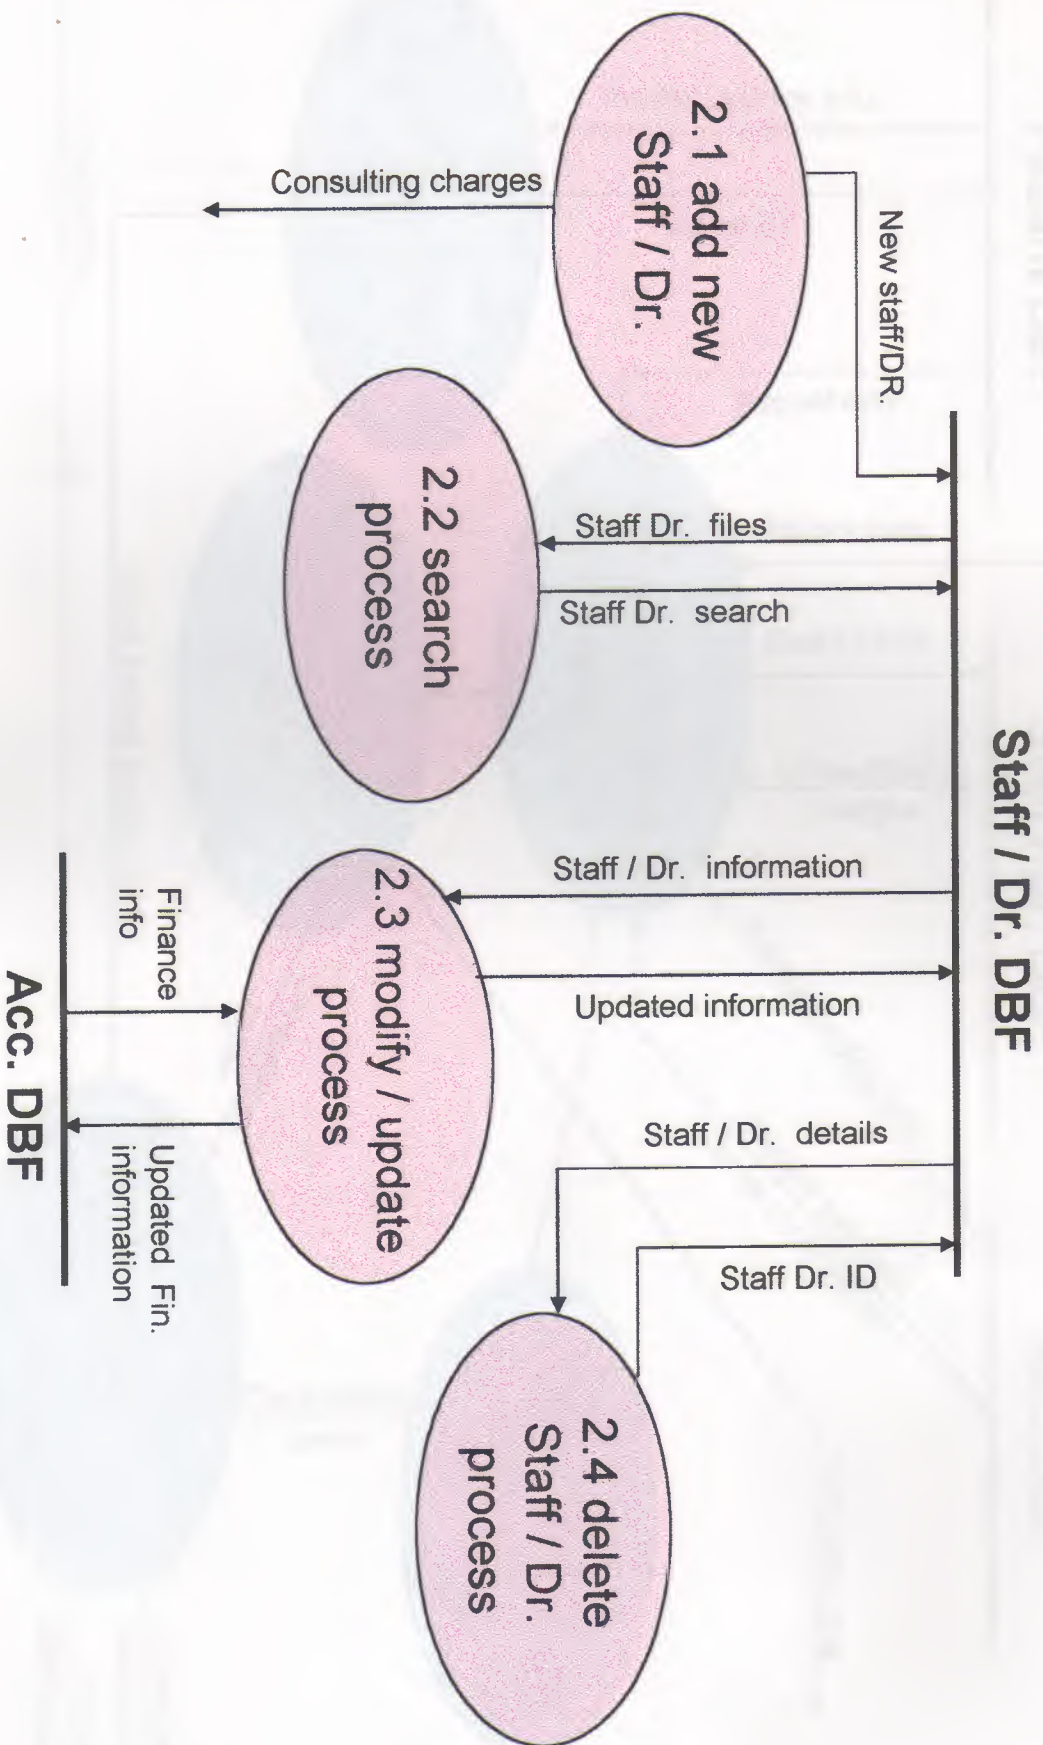 Staff / Dr. DBF
New staff/DR.
2.1 add new
Staff / Dr.
Consulting charges
Staff Dr. files
Staff Dr. search
2.2 search
process
Staff / Dr. information
Updated information
2.3 modify / update
process
Finance
info
Updated Fin.
information
Acc. DBF
Staff / Dr. details
Staff Dr. ID
2.4 delete
Staff / Dr.
process